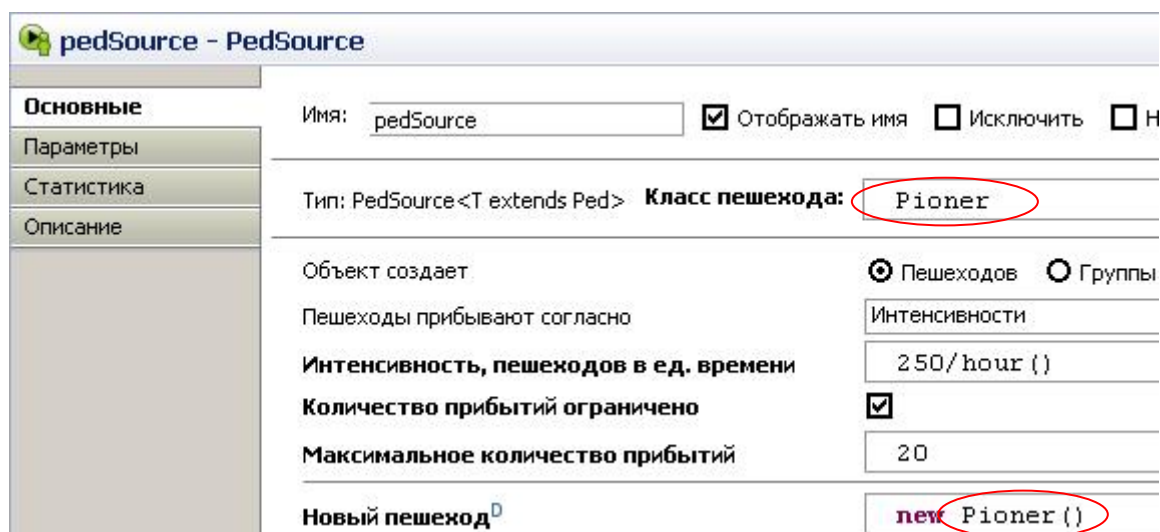 pedSource - PedSource
Основные
Имя: pedSource Отображать имя Исключить Н
Параметры
Статистика
Тип: PedSource<T extends Ped> Класс пешехода: Pioner
Описание
Объект создает Пешеходов Группы
Пешеходы прибывают согласно Интенсивности
Интенсивность, пешеходов в ед. времени 250/hour()
Количество прибытий ограничено
Максимальное количество прибытий 20
Новый пешеход D new Pioner()